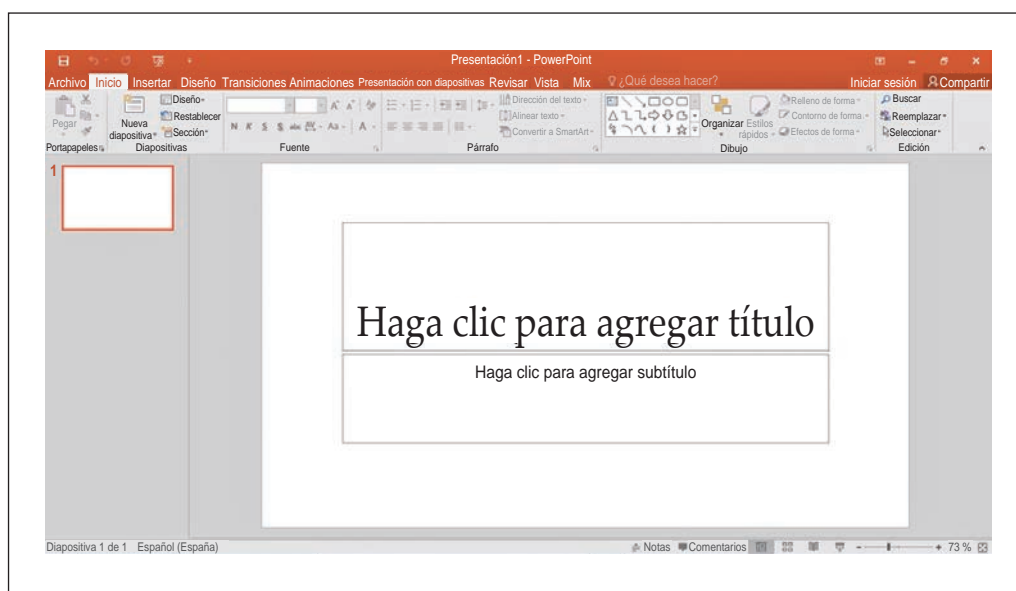 Presentación1 - PowerPoint
Archivo Inicio Insertar Diseño Transiciones Animaciones Presentación con diapositivas Revisar Vista Mix ¿Qué desea hacer? Iniciar sesión Compartir
Pegar
Nueva diapositiva
Diseño
Restablecer
Sección
N K S S abc AV Aa A
Dirección del texto
Alinear texto
Convertir a SmartArt
Organizar
Estilos rápidos
Relleno de forma
Contorno de forma
Efectos de forma
Buscar
Reemplazar
Seleccionar
Portapapeles Diapositivas Fuente Párrafo Dibujo Edición
1
Haga clic para agregar título
Haga clic para agregar subtítulo
Diapositiva 1 de 1 Español (España) Notas Comentarios 73 %